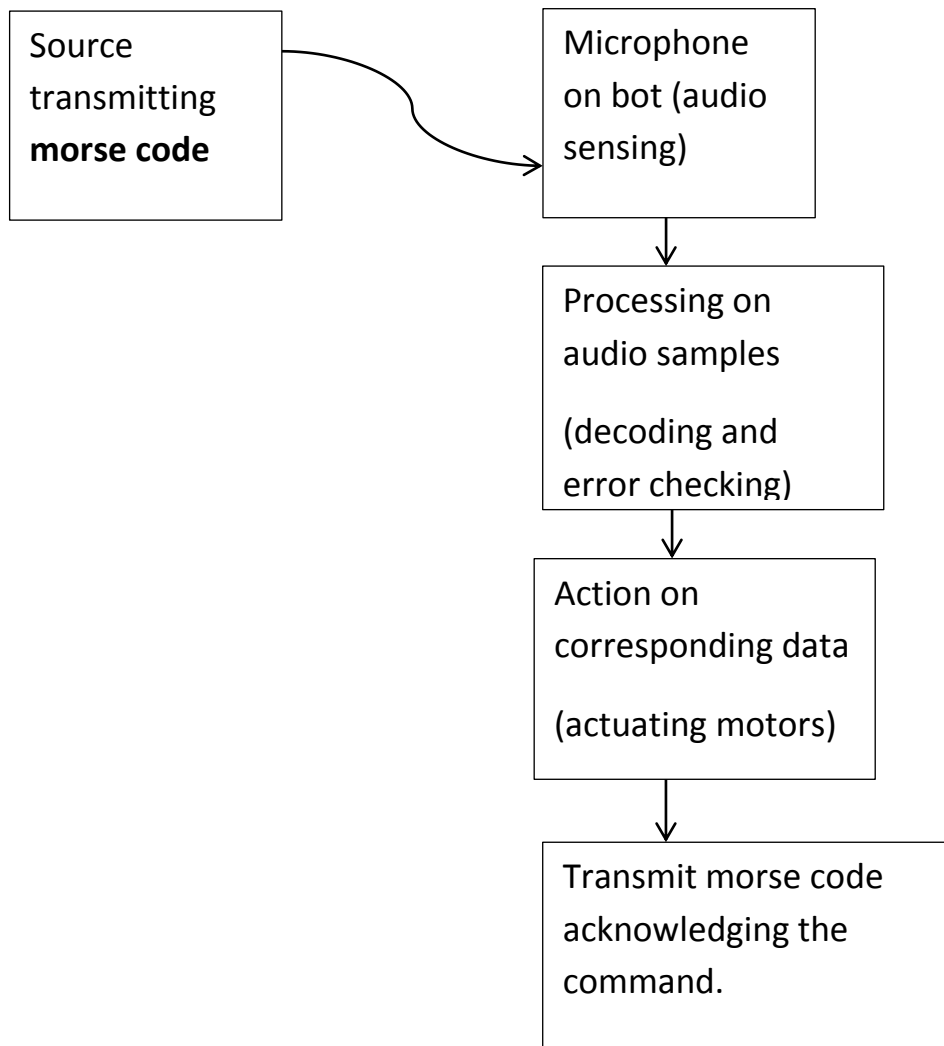 Source
transmitting
morse code
Microphone
on bot (audio
sensing)
Processing on
audio samples
(decoding and
error checking)
Action on
corresponding data
(actuating motors)
Transmit morse code
acknowledging the
command.